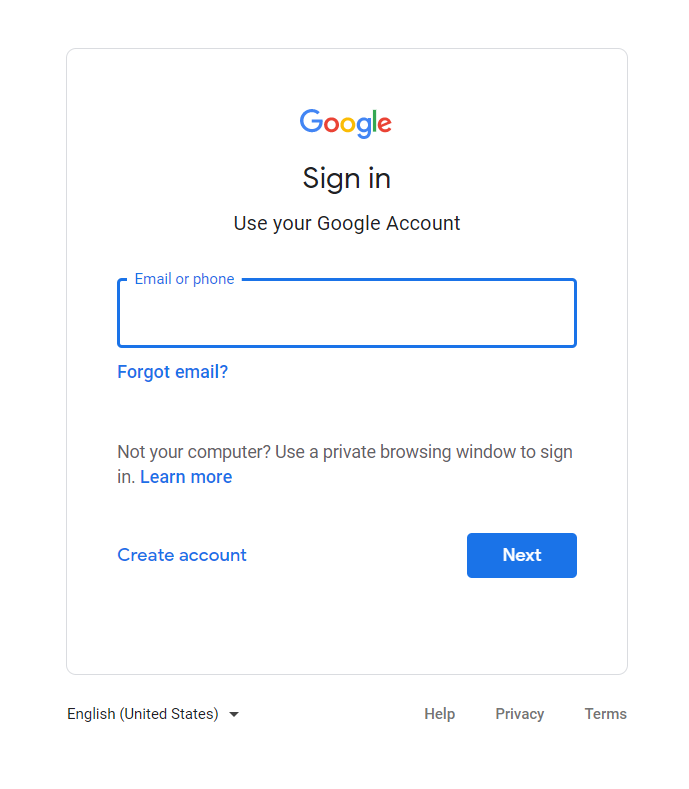 Google
Sign in
Use your Google Account
Email or phone
Forgot email?
Not your computer? Use a private browsing window to sign
in. Learn more
Create account
Next
English (United States)
Help
Privacy
Terms